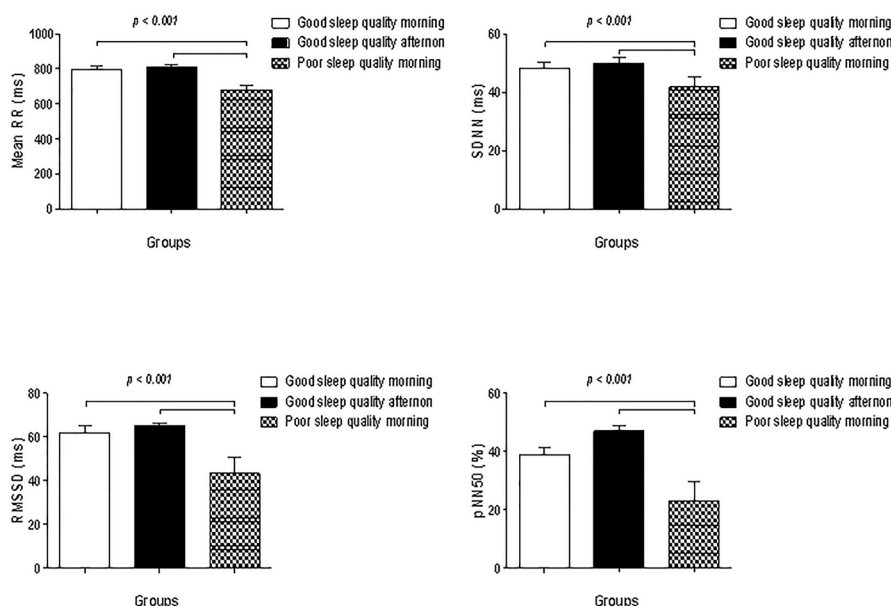 p < 0.001
Good sleep quality morning
Good sleep quality afternon
Poor sleep quality morning
Mean RR (ms)
1000
800
600
400
200
0
Groups
p < 0.001
Good sleep quality morning
Good sleep quality afternon
Poor sleep quality morning
SDNN (ms)
60
40
20
0
Groups
p < 0.001
Good sleep quality morning
Good sleep quality afternon
Poor sleep quality morning
RMSSD (ms)
80
60
40
20
0
Groups
p < 0.001
Good sleep quality morning
Good sleep quality afternon
Poor sleep quality morning
pNN50 (%)
60
40
20
0
Groups